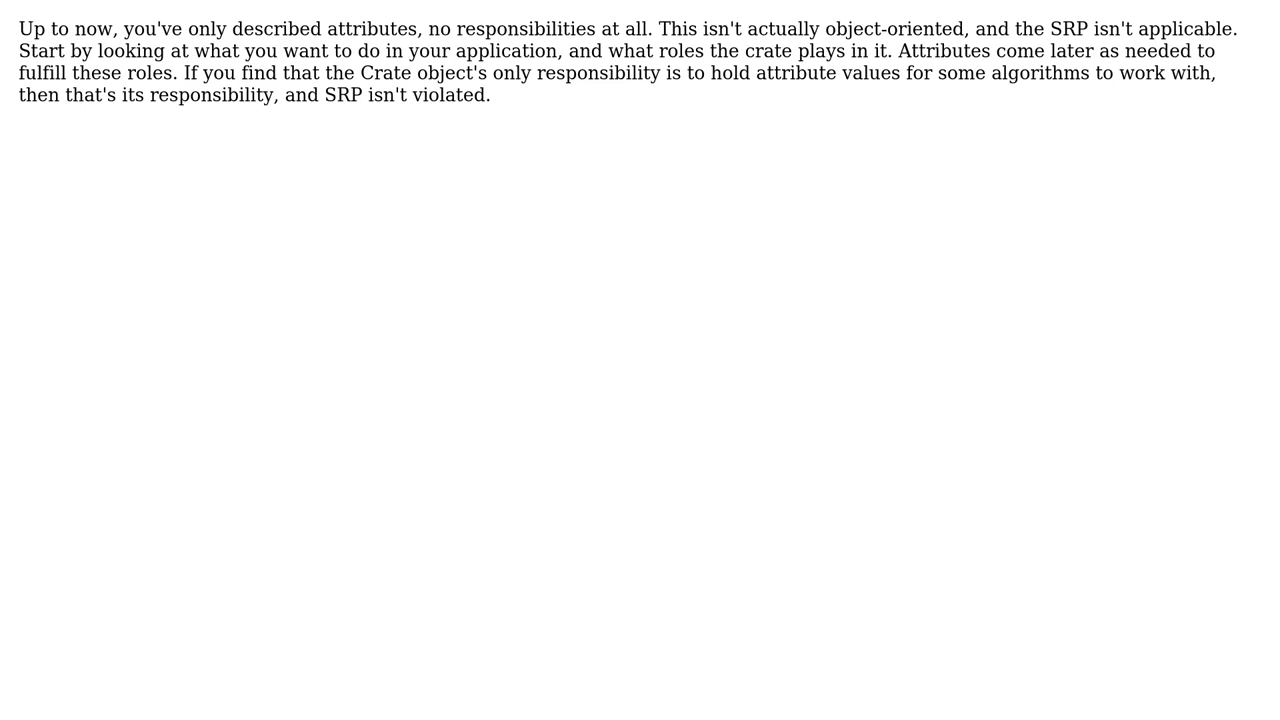 Up to now, you've only described attributes, no responsibilities at all. This isn't actually object-oriented, and the SRP isn't applicable.
Start by looking at what you want to do in your application, and what roles the crate plays in it. Attributes come later as needed to
fulfill these roles. If you find that the Crate object's only responsibility is to hold attribute values for some algorithms to work with,
then that's its responsibility, and SRP isn't violated.